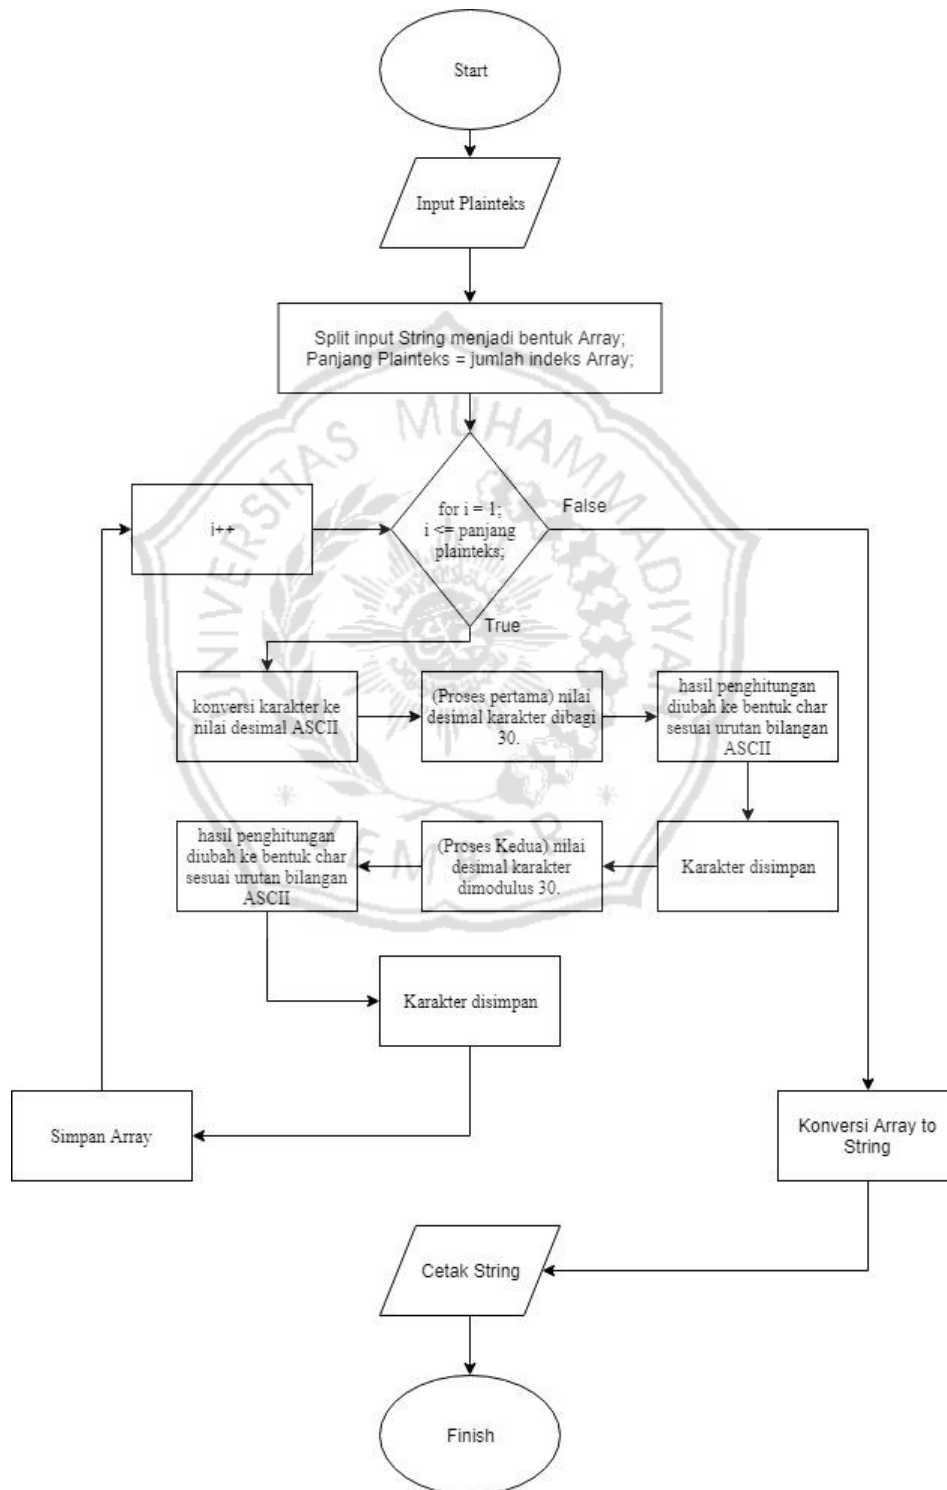 Start
Input Plainteks
Split input String menjadi bentuk Array;
Panjang Plainteks = jumlah indeks Array;
UNIVERSITAS MUHAMMADIYAH
JEMBER
i++
for i = 1;
i <= panjang
plainteks;
False
True
konversi karakter ke
nilai desimal ASCII
(Proses pertama) nilai
desimal karakter dibagi
30.
hasil penghitungan
diubah ke bentuk char
sesuai urutan bilangan
ASCII
hasil penghitungan
diubah ke bentuk char
sesuai urutan bilangan
ASCII
(Proses Kedua) nilai
desimal karakter
dimodulus 30.
Karakter disimpan
Karakter disimpan
Simpan Array
Konversi Array to
String
Cetak String
Finish